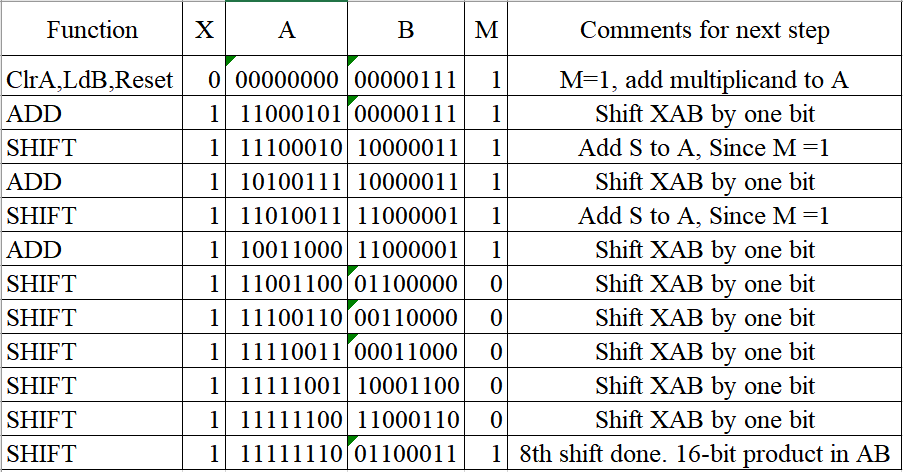 Function X A B M Comments for next step
ClrA,LdB,Reset 0 00000000 00000111 1 M=1, add multiplicand to A
ADD 1 11000101 00000111 1 Shift XAB by one bit
SHIFT 1 11100010 10000011 1 Add S to A, Since M =1
ADD 1 10100111 10000011 1 Shift XAB by one bit
SHIFT 1 11010011 11000001 1 Add S to A, Since M =1
ADD 1 10011000 11000001 1 Shift XAB by one bit
SHIFT 1 11001100 01100000 0 Shift XAB by one bit
SHIFT 1 11100110 00110000 0 Shift XAB by one bit
SHIFT 1 11110011 00011000 0 Shift XAB by one bit
SHIFT 1 11111001 10001100 0 Shift XAB by one bit
SHIFT 1 11111100 11000110 0 Shift XAB by one bit
SHIFT 1 11111110 01100011 1 8th shift done. 16-bit product in AB